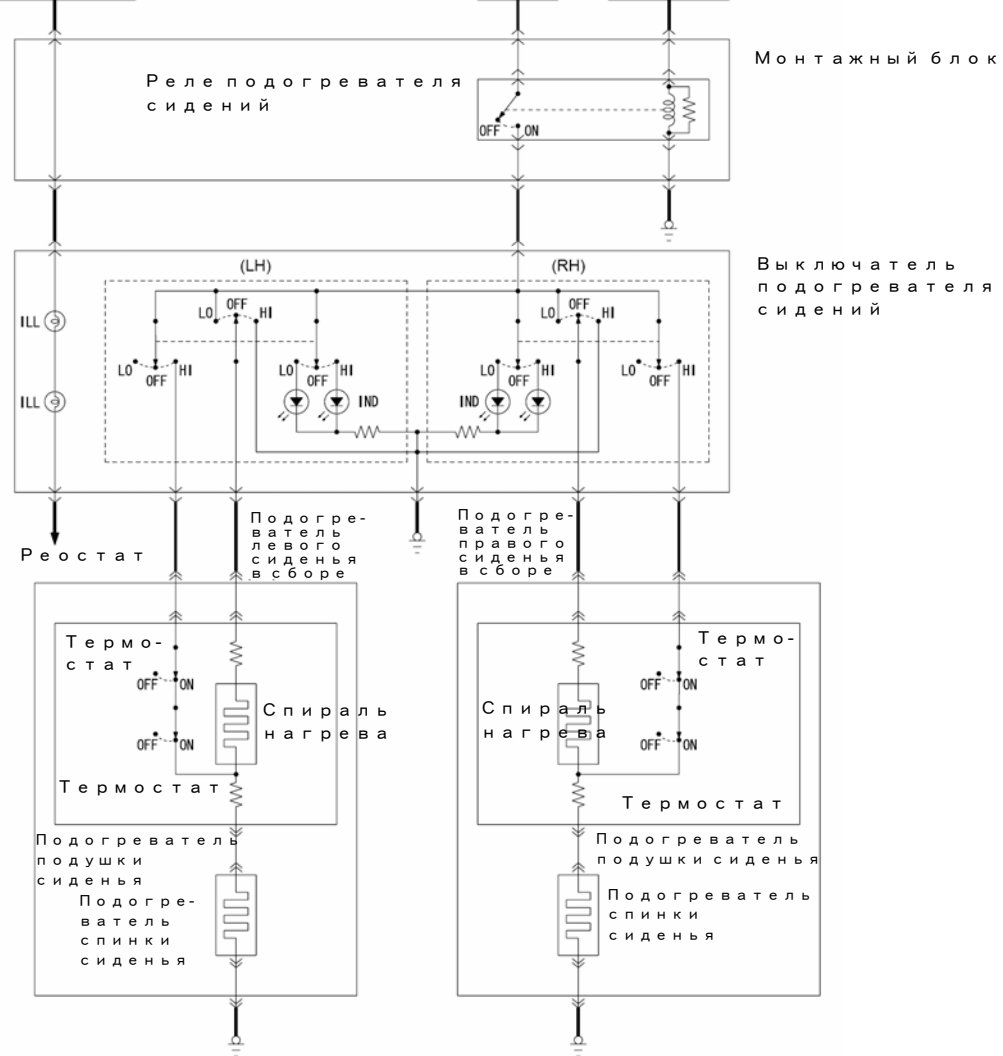 Монтажный блок
Реле подогревателя
сидений
OFF ON
(LH)
(RH)
Выключатель
подогревателя
сидений
ILL
LO OFF HI
LO OFF HI
LO OFF HI
LO OFF HI
LO OFF HI
LO OFF HI
ILL
IND
IND
Реостат
Подогре-
ватель
левого
сиденья
в сборе
Подогре-
ватель
правого
сиденья
в сборе
Термо-
стат
OFF ON
Спираль
нагрева
OFF ON
Термостат
Термо-
стат
OFF ON
Спираль
нагрева
OFF ON
Термостат
Подогреватель
подушки
сиденья
Подогре-
ватель
спинки
сиденья
Подогреватель
подушки сиденья
Подогреватель
спинки
сиденья